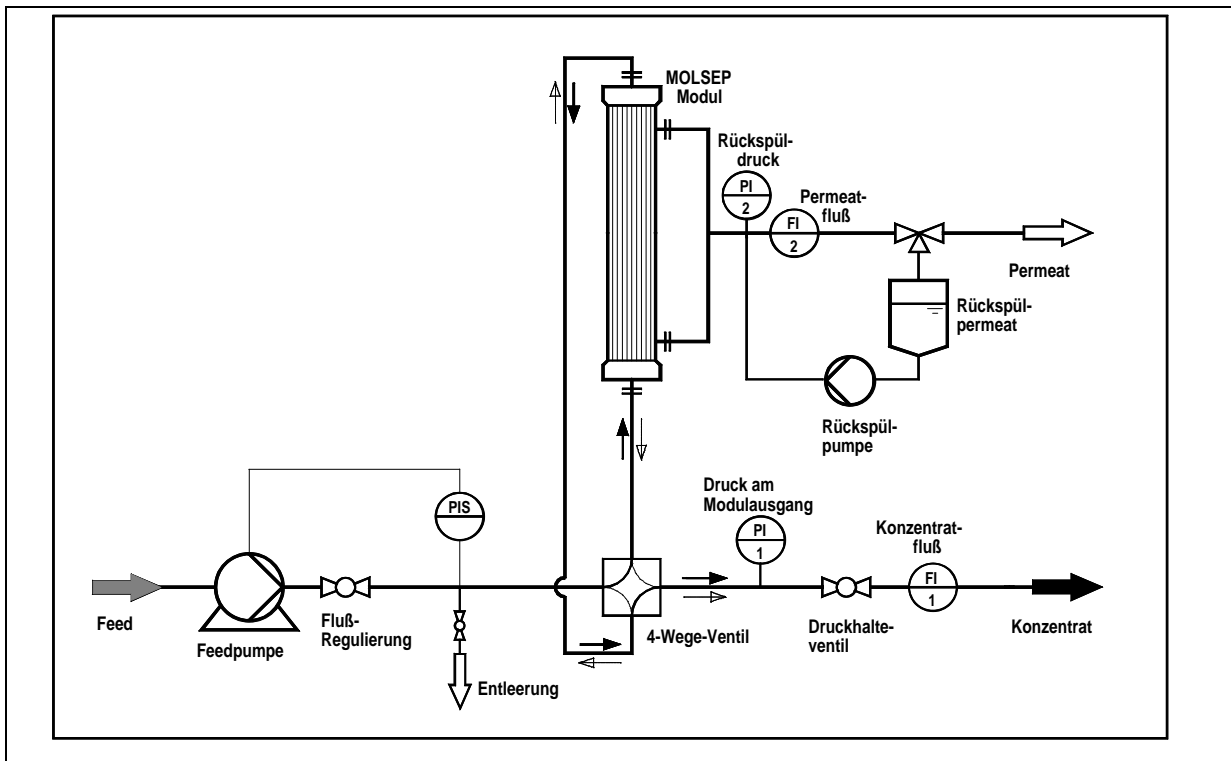 MOLSEP
Modul
Rückspül-
druck
PI
2
Permeat-
fluß
FI
2
Permeat
Rückspül-
permeat
Rückspül-
pumpe
PIS
Druck am
Modulausgang
PI
1
Konzentrat-
fluß
FI
1
Feed
Feedpumpe
Fluß-
Regulierung
4-Wege-Ventil
Druckhalte-
ventil
Konzentrat
Entleerung